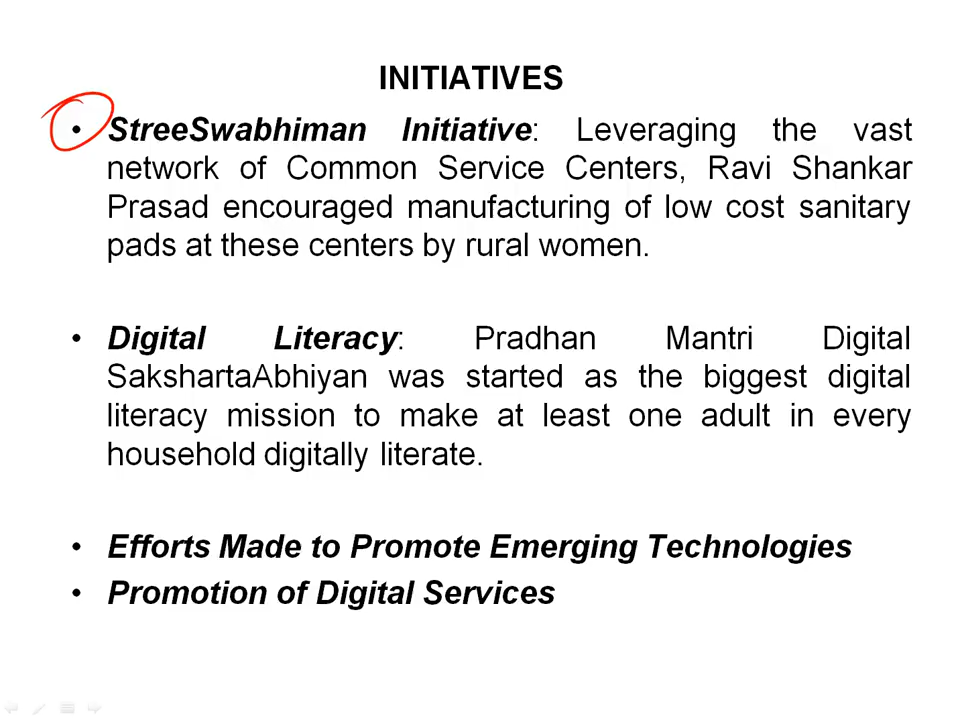 INITIATIVES
• StreeSwabhiman Initiative: Leveraging the vast
network of Common Service Centers, Ravi Shankar
Prasad encouraged manufacturing of low cost sanitary
pads at these centers by rural women.
• Digital Literacy: Pradhan Mantri Digital
SakshartaAbhiyan was started as the biggest digital
literacy mission to make at least one adult in every
household digitally literate.
• Efforts Made to Promote Emerging Technologies
• Promotion of Digital Services